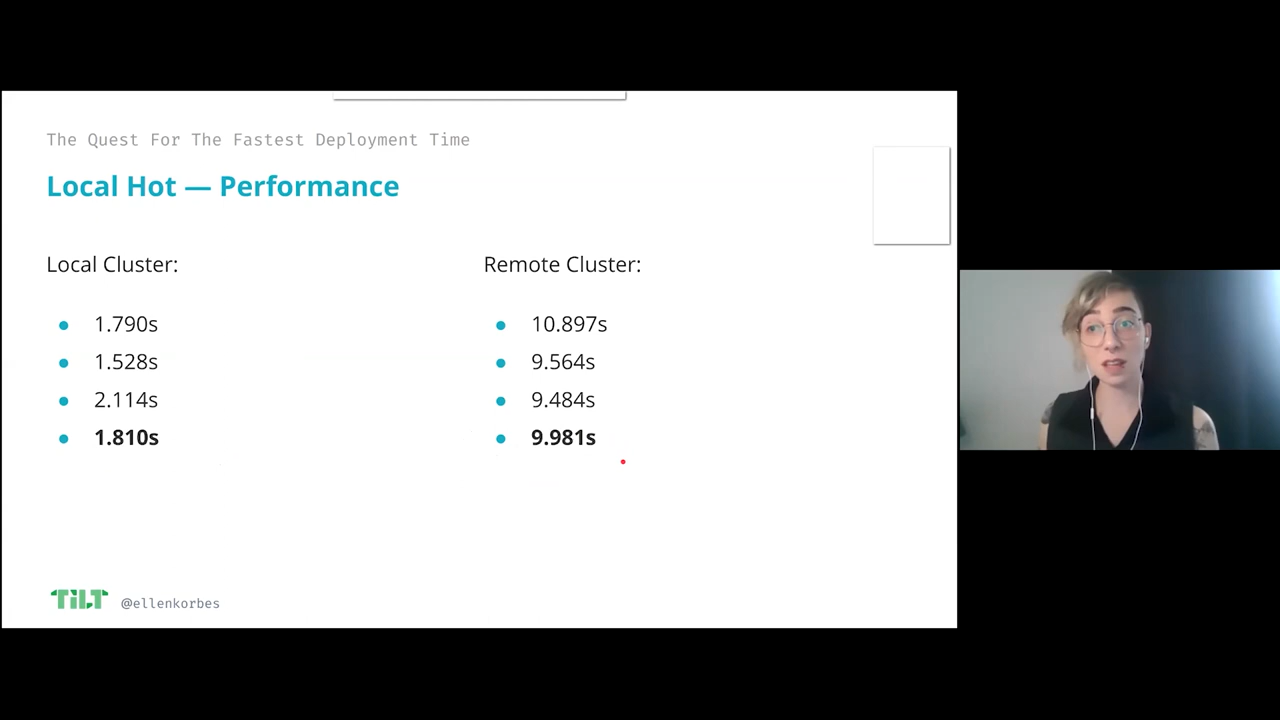 The Quest For The Fastest Deployment Time
Local Hot — Performance
Local Cluster:
1.790s
1.528s
2.114s
1.810s
Remote Cluster:
10.897s
9.564s
9.484s
9.981s
TILT
@ellenkorbes